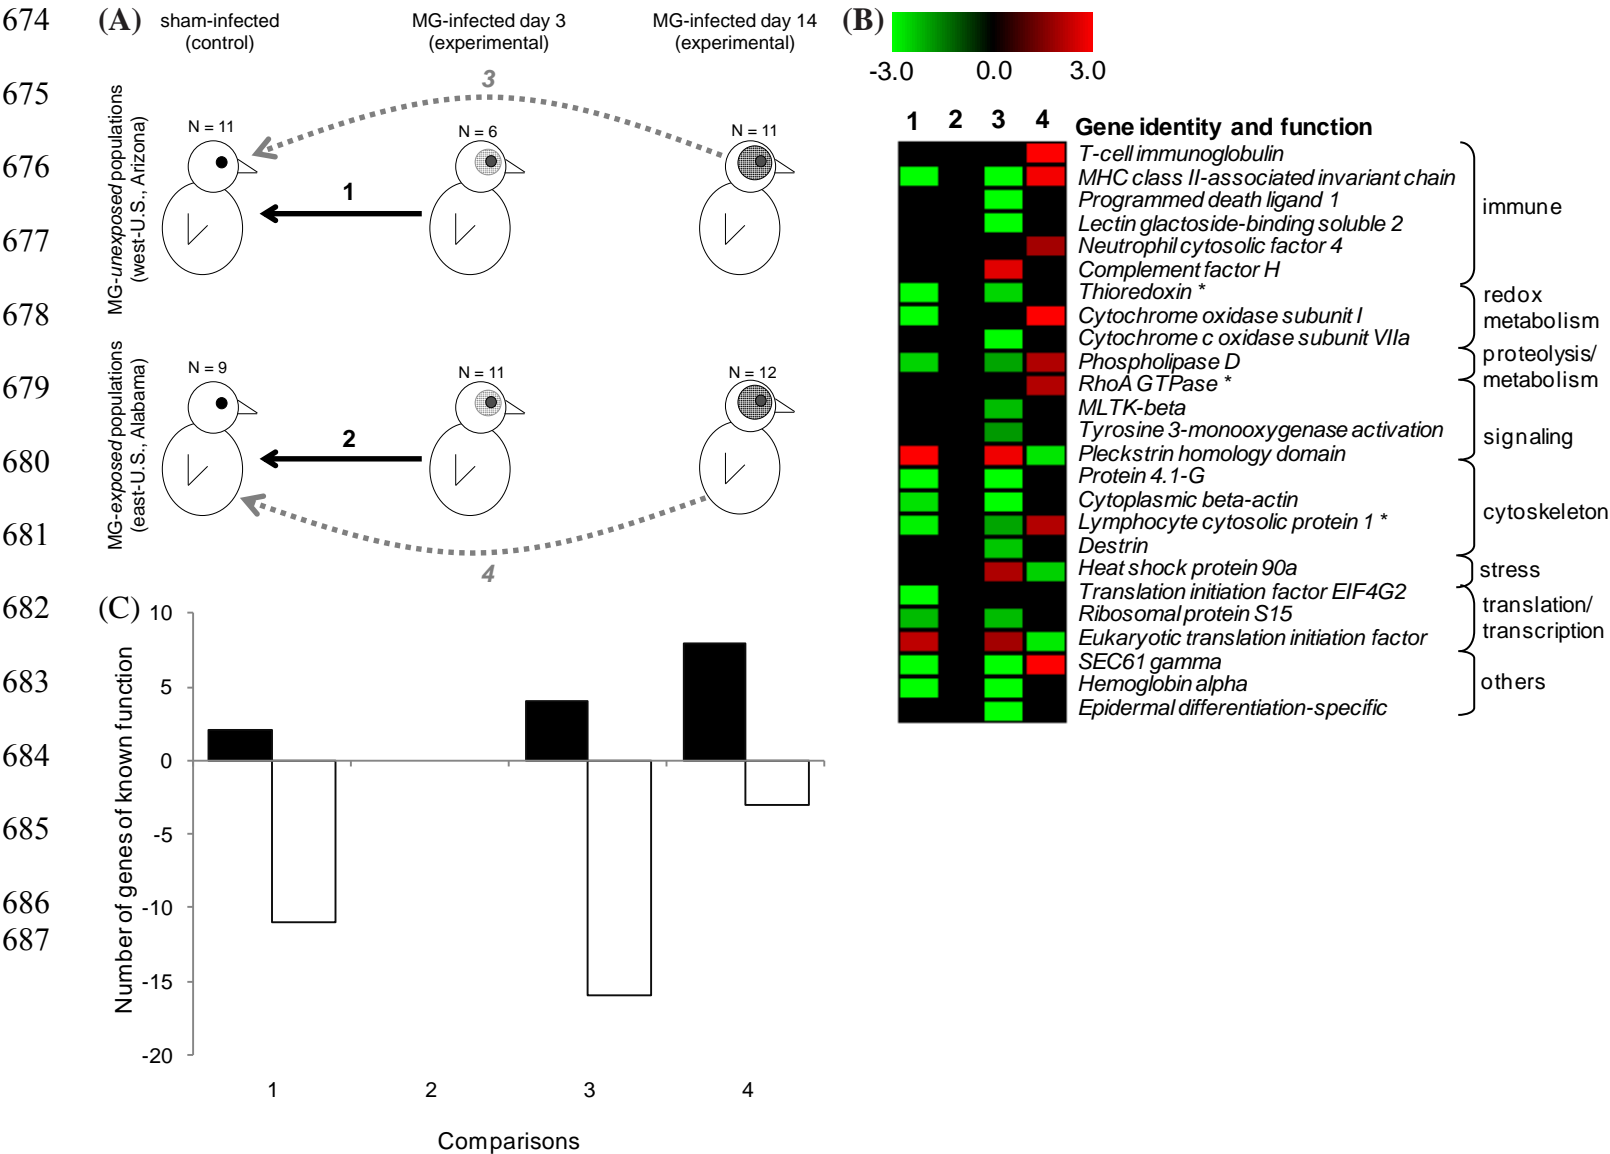 674
(A)
sham-infected
(control)
MG-infected day 3
(experimental)
MG-infected day 14
(experimental)
675
MG-unexposed populations
(west-U.S., Arizona)
3
676
N = 11
N = 6
N = 11
1
677
678
MG-exposed populations
(east-U.S., Alabama)
679
N = 9
N = 11
N = 12
2
680
681
4
(B)
-3.0 0.0 3.0
1 2 3 4 Gene identity and function
T-cell immunoglobulin
MHC class II-associated invariant chain
Programmed death ligand 1
Lectin glactoside-binding soluble 2
Neutrophil cytosolic factor 4
Complement factor H
immune
Thioredoxin *
Cytochrome oxidase subunit I
Cytochrome c oxidase subunit VIIa
redox
metabolism
Phospholipase D
proteolysis/
metabolism
RhoA GTPase *
MLTK-beta
Tyrosine 3-monooxygenase activation
Pleckstrin homology domain
signaling
Protein 4.1-G
Cytoplasmic beta-actin
Lymphocyte cytosolic protein 1 *
Destrin
cytoskeleton
Heat shock protein 90a
stress
Translation initiation factor EIF4G2
Ribosomal protein S15
Eukaryotic translation initiation factor
translation/
transcription
SEC61 gamma
Hemoglobin alpha
Epidermal differentiation-specific
others
682
(C)
683
684
685
686
687
Number of genes of known function
10
5
0
-5
-10
-15
-20
1 2 3 4
Comparisons